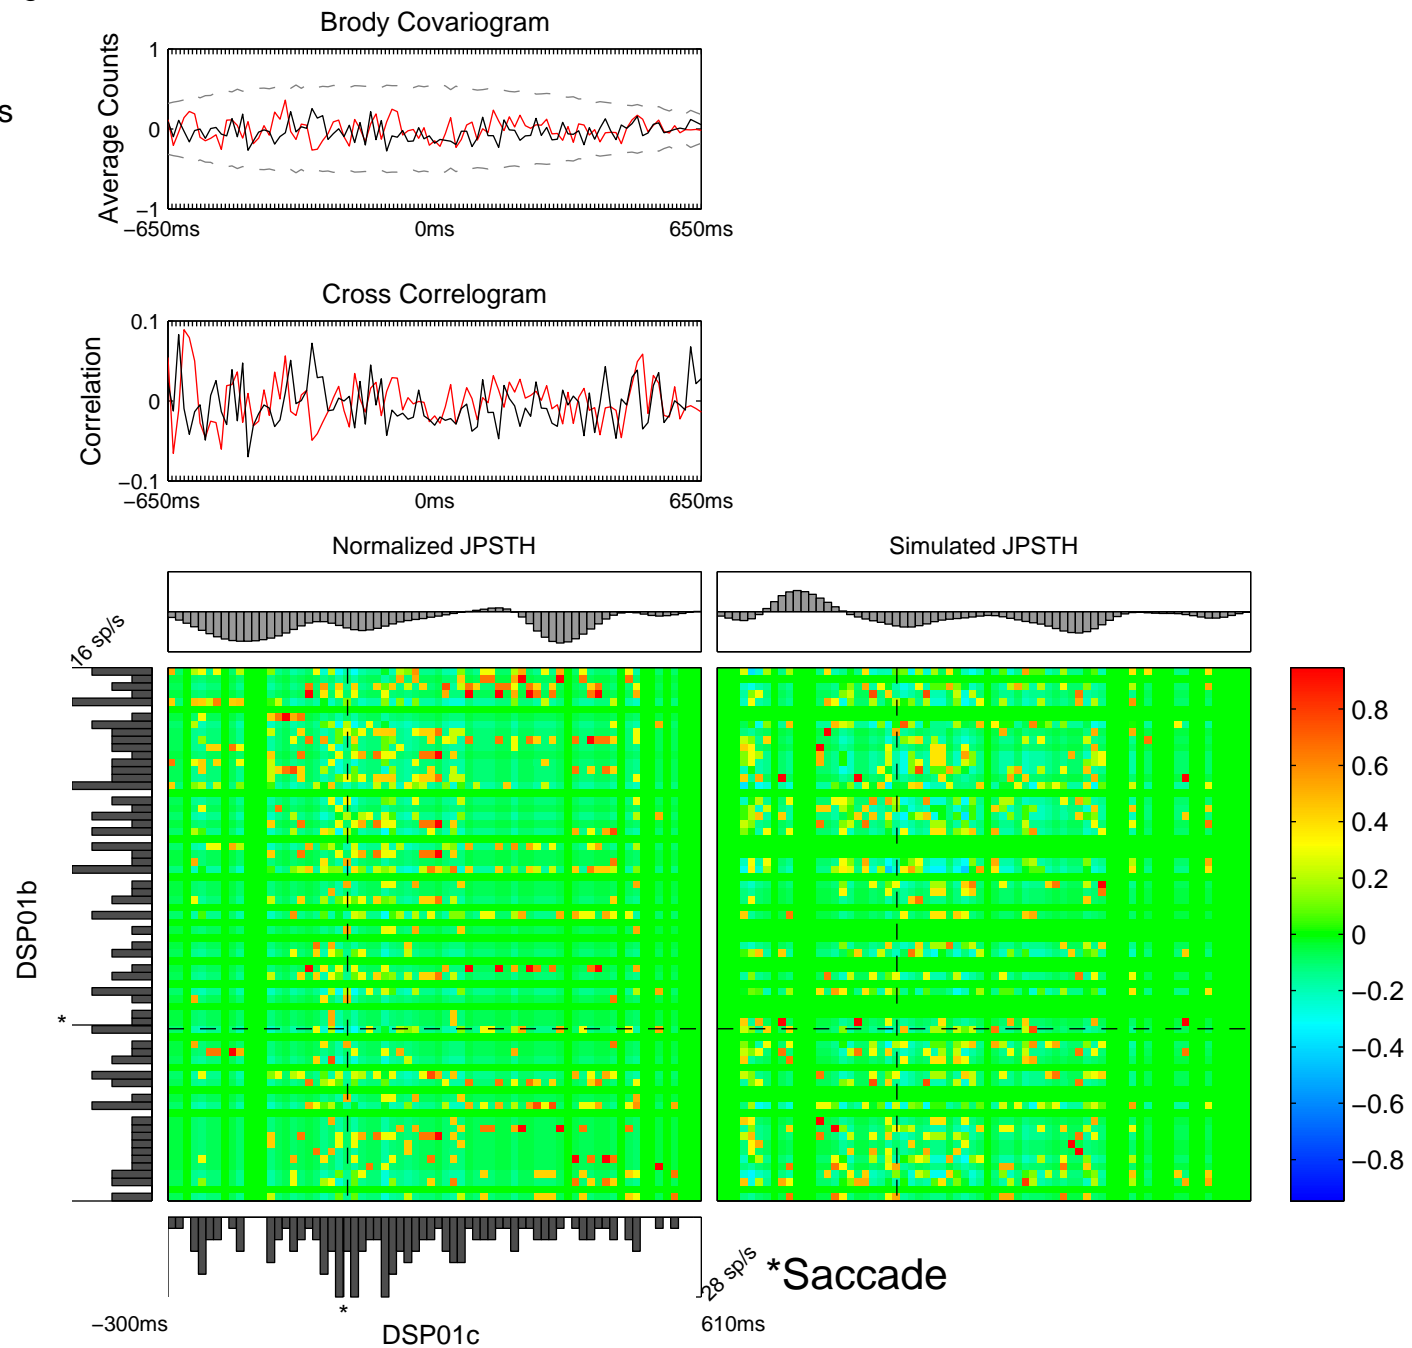 Brody Covariogram
s
Average Counts
1
0
−1
−650ms
0ms
650ms
Cross Correlogram
Correlation
0.1
0
−0.1
−650ms
0ms
650ms
Normalized JPSTH
Simulated JPSTH
16 sp/s
DSP01b
*
0.8
0.6
0.4
0.2
0
−0.2
−0.4
−0.6
−0.8
28 sp/s
*Saccade
*
−300ms
DSP01c
610ms